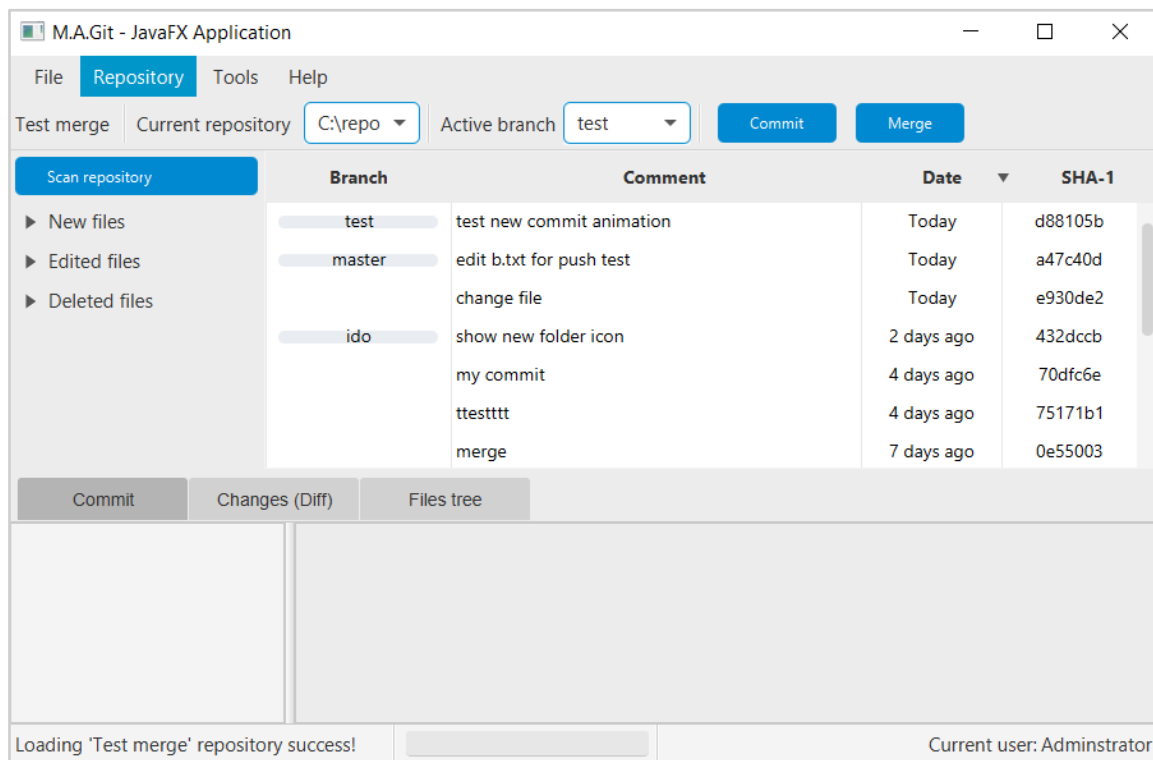 M.A.Git - JavaFX Application
File Repository Tools Help
Test merge Current repository C:\repo Active branch test Commit Merge
Scan repository Branch Comment Date SHA-1
New files test test new commit animation Today d88105b
Edited files master edit b.txt for push test Today a47c40d
Deleted files change file Today e930de2
ido show new folder icon 2 days ago 432dccb
my commit 4 days ago 70dfc6e
ttestttt 4 days ago 75171b1
merge 7 days ago 0e55003
Commit Changes (Diff) Files tree
Loading 'Test merge' repository success! Current user: Adminstrator